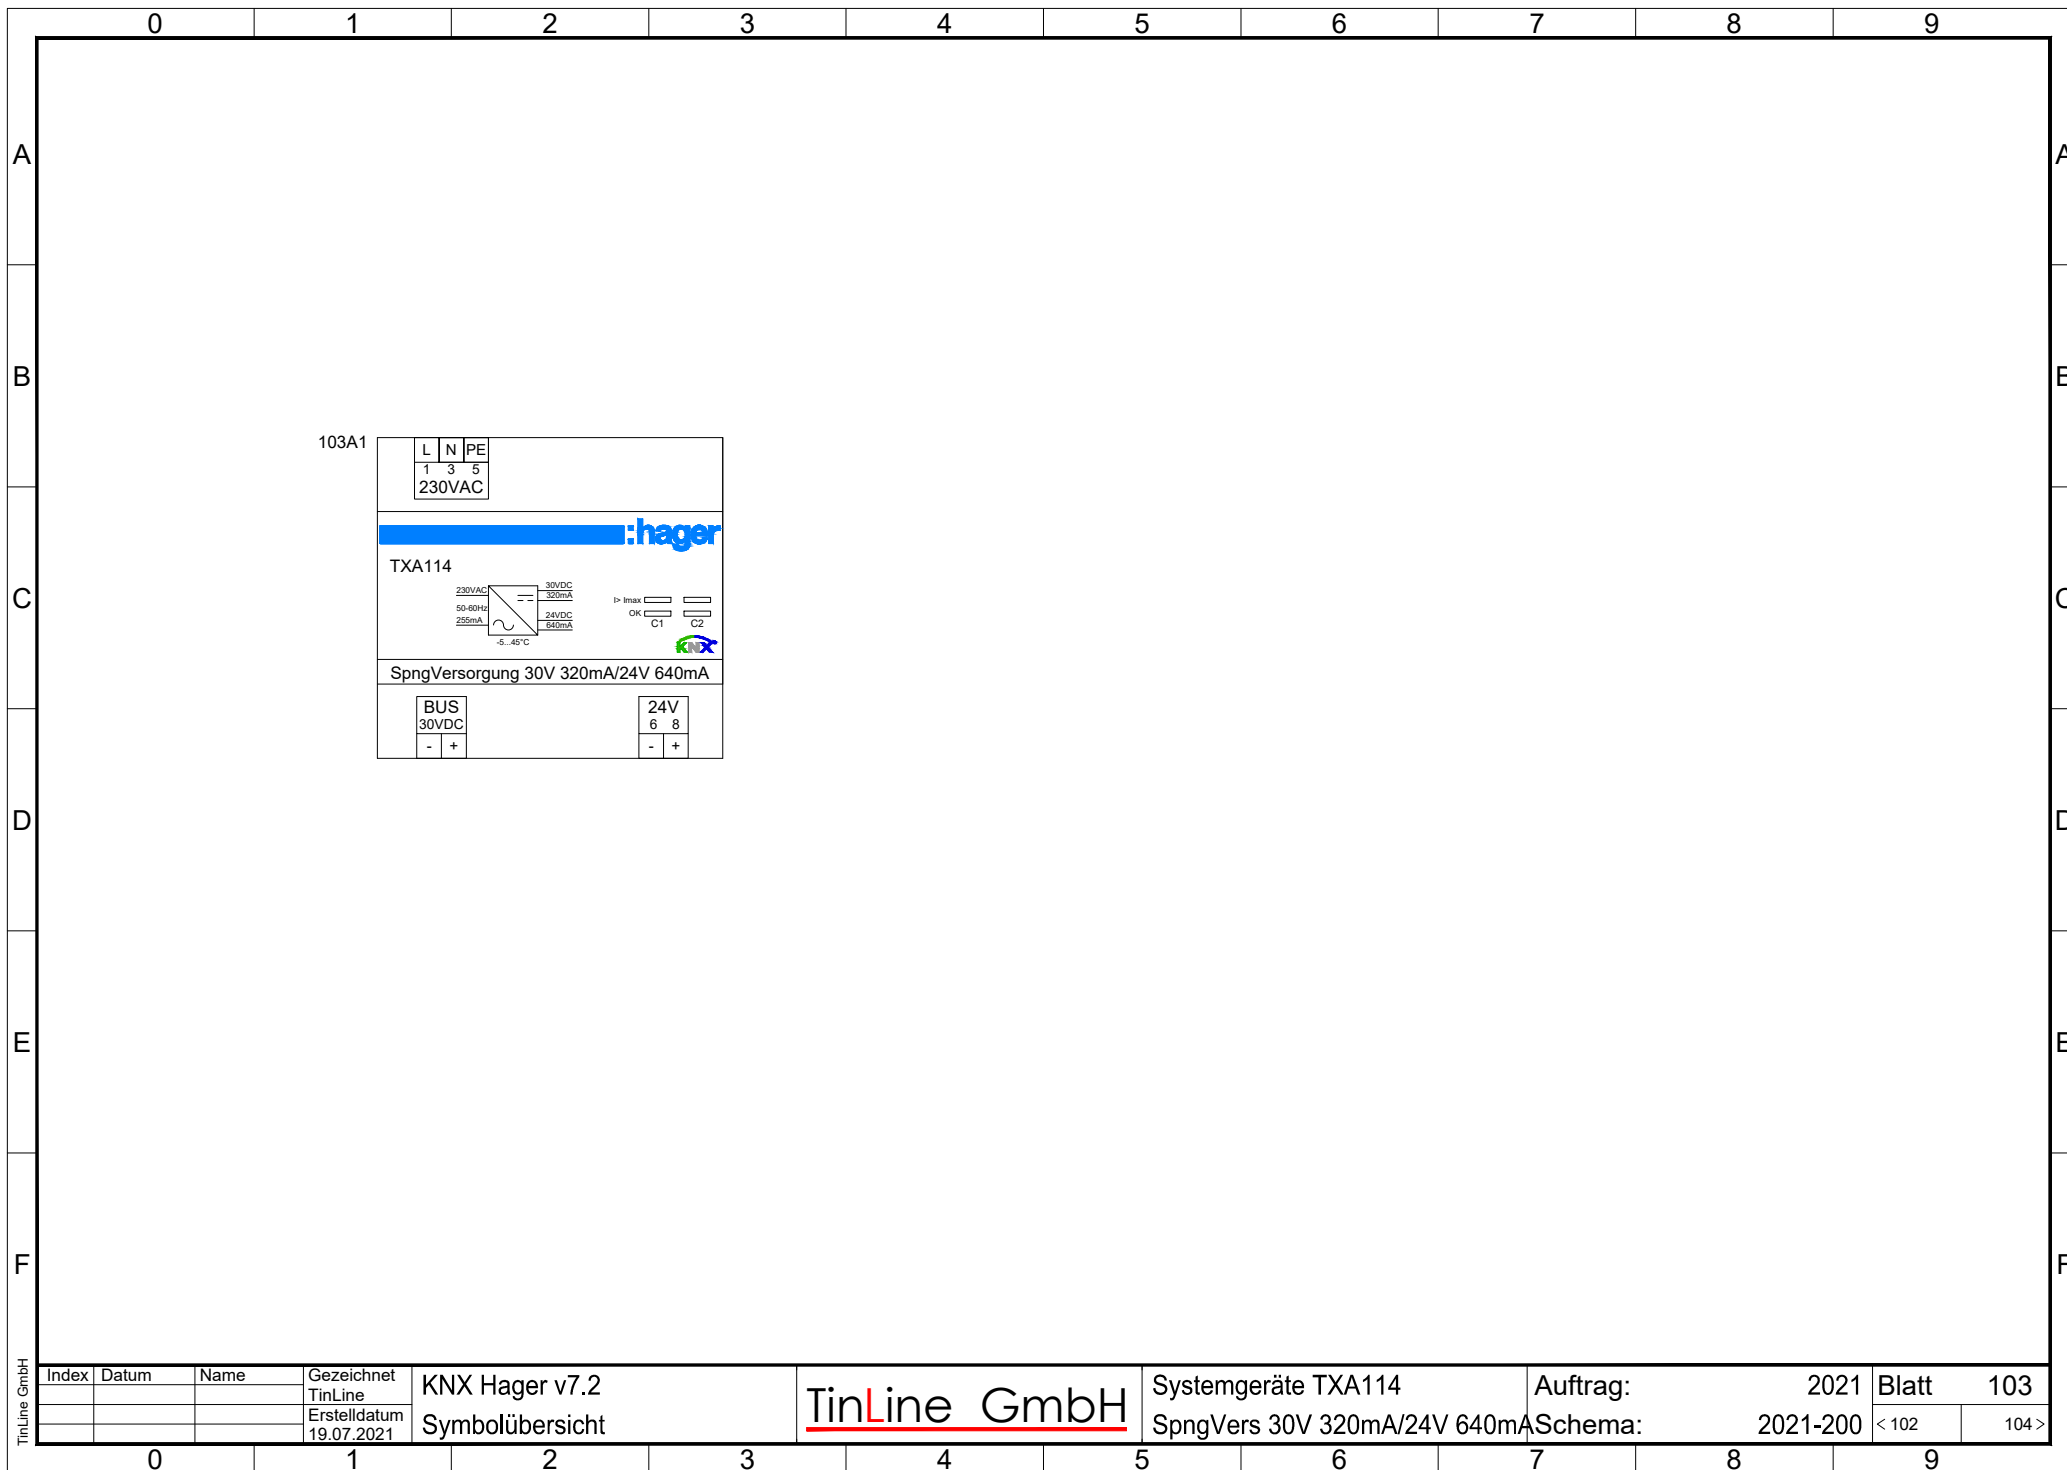 0 1 2 3 4 5 6 7 8 9
A A
B B
103A1
L N PE
1 3 5
230VAC
:hager
TXA114
230VAC 30VDC
320mA
50-60Hz
255mA 24VDC
640mA
-5...45°C
I> Imax
OK
C1 C2
KNX
C C
SpngVersorgung 30V 320mA/24V 640mA
BUS 24V
30VDC 6 8
- + - +
D D
E E
F F
TinLine GmbH
Index Datum Name Gezeichnet
TinLine
Erstelldatum
19.07.2021
KNX Hager v7.2
Symbolübersicht
TinLine GmbH
Systemgeräte TXA114
SpngVers 30V 320mA/24V 640mA
Auftrag: 2021
Schema: 2021-200
Blatt 103
< 102 104 >
0 1 2 3 4 5 6 7 8 9